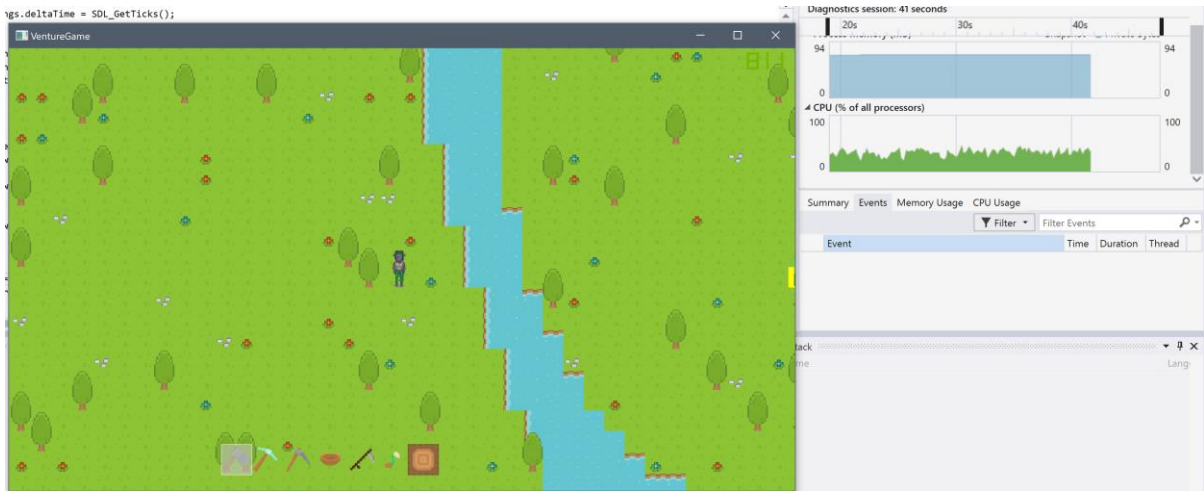 ngs.deltaTime = SDL_GetTicks();
VentureGame
811
Diagnostics session: 41 seconds
20s 30s 40s
94 94
0 0
CPU (% of all processors)
100 100
0 0
Summary Events Memory Usage CPU Usage
Filter Filter Events
Event Time Duration Thread
tack
me Lang